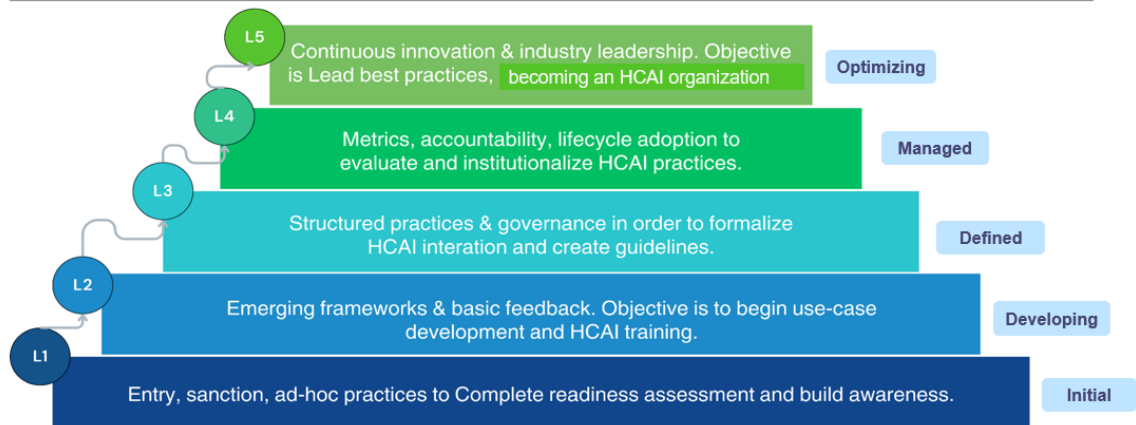 L5
Continuous innovation & industry leadership. Objective
is Lead best practices, becoming an HCAI organization
Optimizing
L4
Metrics, accountability, lifecycle adoption to
evaluate and institutionalize HCAI practices.
Managed
L3
Structured practices & governance in order to formalize
HCAI interation and create guidelines.
Defined
L2
Emerging frameworks & basic feedback. Objective is to begin use-case
development and HCAI training.
Developing
L1
Entry, sanction, ad-hoc practices to Complete readiness assessment and build awareness.
Initial